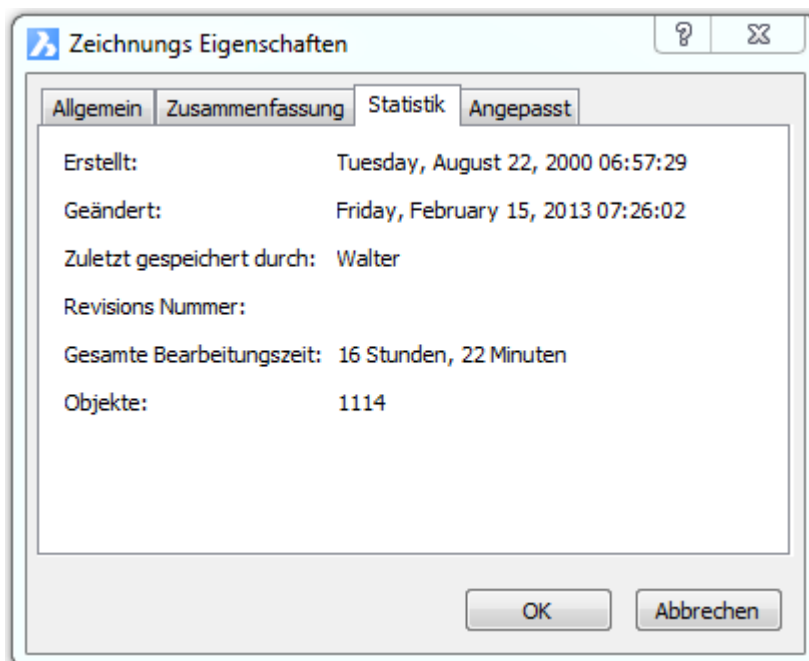 Zeichnungs Eigenschaften
Allgemein Zusammenfassung Statistik Angepasst
Erstellt: Tuesday, August 22, 2000 06:57:29
Geändert: Friday, February 15, 2013 07:26:02
Zuletzt gespeichert durch: Walter
Revisions Nummer:
Gesamte Bearbeitungszeit: 16 Stunden, 22 Minuten
Objekte: 1114
OK Abbrechen